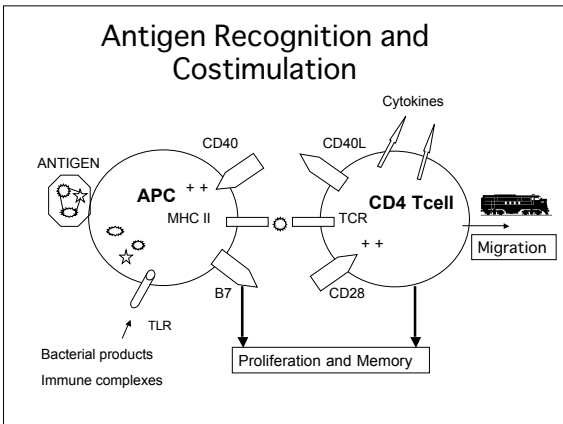 Antigen Recognition and
Costimulation
Cytokines
CD40
CD40L
ANTIGEN
+ +
APC
CD4 Tcell
MHC II
TCR
+ +
Migration
B7
CD28
TLR
Bacterial products
Immune complexes
Proliferation and Memory